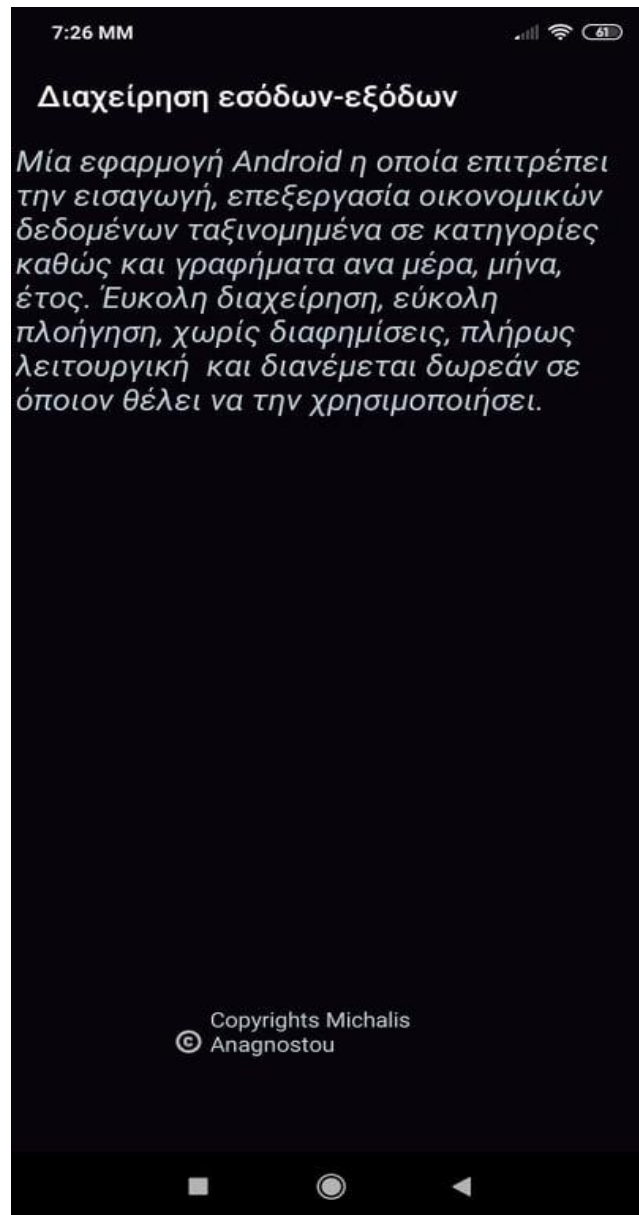 7:26 ΜΜ
61
Διαχείρηση εσόδων-εξόδων
Μία εφαρμογή Android η οποία επιτρέπει
την εισαγωγή, επεξεργασία οικονομικών
δεδομένων ταξινομημένα σε κατηγορίες
καθώς και γραφήματα ανα μέρα, μήνα,
έτος. Έυκολη διαχείρηση, εύκολη
πλοήγηση, χωρίς διαφημίσεις, πλήρως
λειτουργική  και διανέμεται δωρεάν σε
όποιον θέλει να την χρησιμοποιήσει.
Copyrights Michalis
© Anagnostou